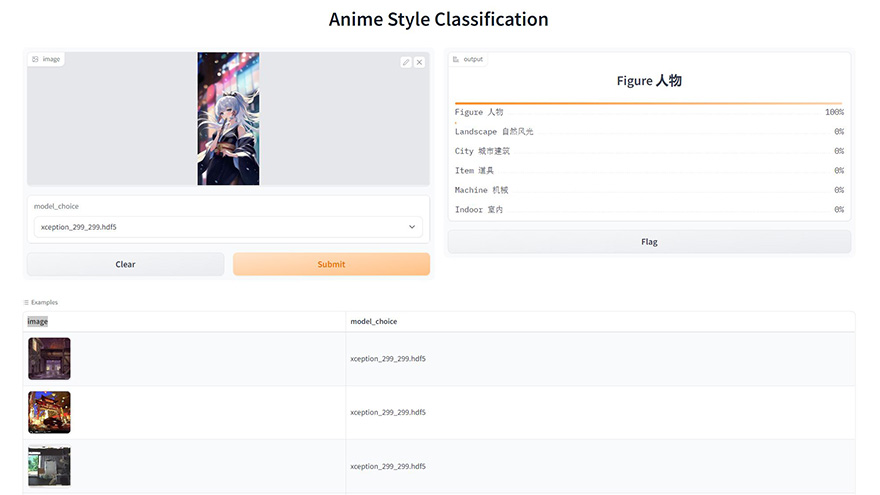 Anime Style Classification
image
model_choice
xception_299_299.hdf5
Clear
Submit
output
Figure 人物
Figure 人物 100%
Landscape 自然风光 0%
City 城市建筑 0%
Item 道具 0%
Machine 机械 0%
Indoor 室内 0%
Flag
Examples
image model_choice
xception_299_299.hdf5
xception_299_299.hdf5
xception_299_299.hdf5